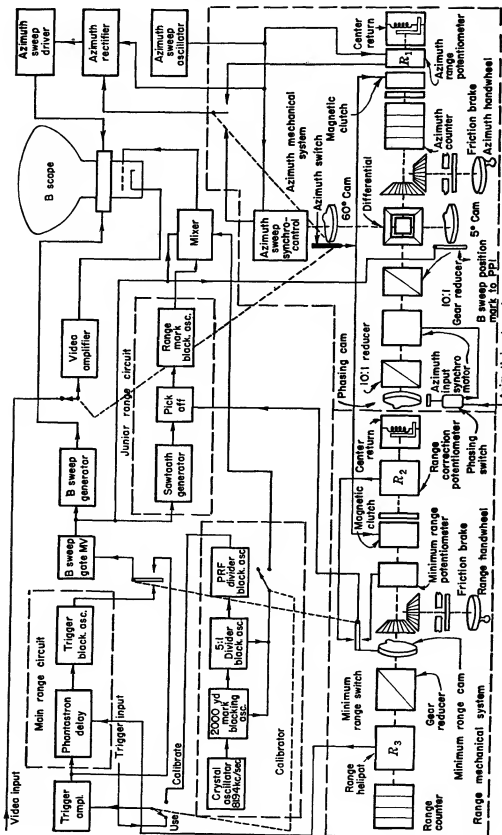 Video input
Trigger ampl.
Main range circuit
Phantastron delay
Trigger block. osc.
Trigger input
Use
Calibrate
B sweep gate MV
B sweep generator
Video amplifier
B scope
Azimuth sweep driver
Azimuth rectifier
Azimuth sweep oscillator
Junior range circuit
Sawtooth generator
Pick off
Range mark block. osc.
Mixer
Crystal oscillator 8194kc/sec
2000 yd mark blocking osc.
5:1 Divider block. osc.
PRF divider block. osc.
Calibrator
Azimuth sweep synchro-control
Azimuth mechanical system
Azimuth switch
60° Cam
Magnetic clutch
R₁
Center return
Azimuth range potentiometer
Azimuth counter
Friction brake
Azimuth handwheel
Differential
5° Cam
B sweep position mark to PPI
10:1 Gear reducer
10:1 reducer
Phasing cam
Azimuth input synchro motor
Phasing switch
Center return
R₂
Range correction potentiometer
Magnetic clutch
Minimum range potentiometer
Friction brake
Range handwheel
Minimum range switch
Minimum range cam
Gear reducer
R₃
Range helipot
Range counter
Range mechanical system